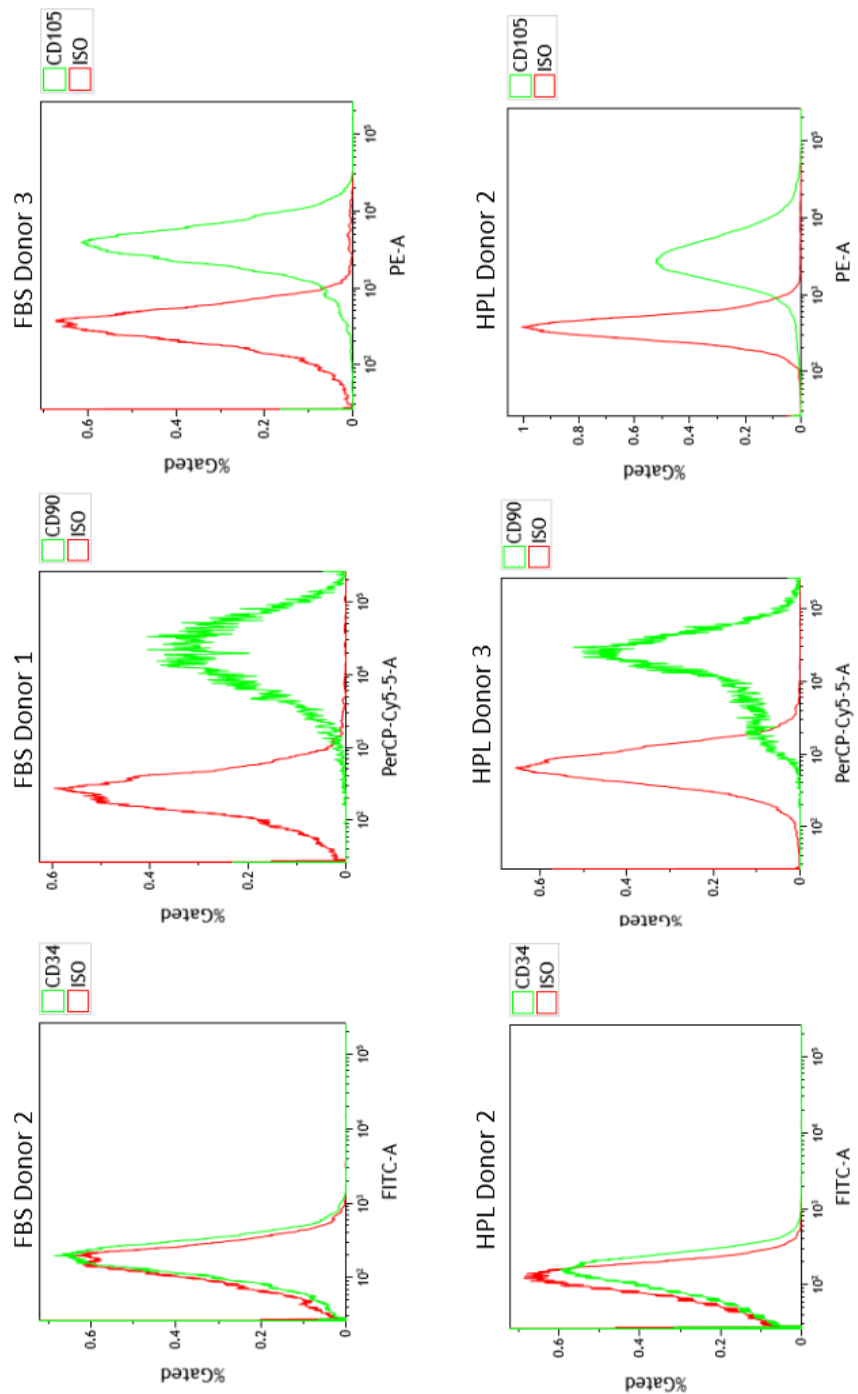 FBS Donor 2
CD34
ISO
0.6
0.4
0.2
0
%Gated
10² 10³ 10⁴ 10⁵
FITC-A
FBS Donor 1
CD90
ISO
0.6
0.4
0.2
0
%Gated
10² 10³ 10⁴ 10⁵
PerCP-Cy5-5-A
FBS Donor 3
CD105
ISO
0.6
0.4
0.2
0
%Gated
10² 10³ 10⁴ 10⁵
PE-A
HPL Donor 2
CD34
ISO
0.6
0.4
0.2
0
%Gated
10² 10³ 10⁴ 10⁵
FITC-A
HPL Donor 3
CD90
ISO
0.6
0.4
0.2
0
%Gated
10² 10³ 10⁴ 10⁵
PerCP-Cy5-5-A
HPL Donor 2
CD105
ISO
1
0.8
0.6
0.4
0.2
0
%Gated
10² 10³ 10⁴ 10⁵
PE-A